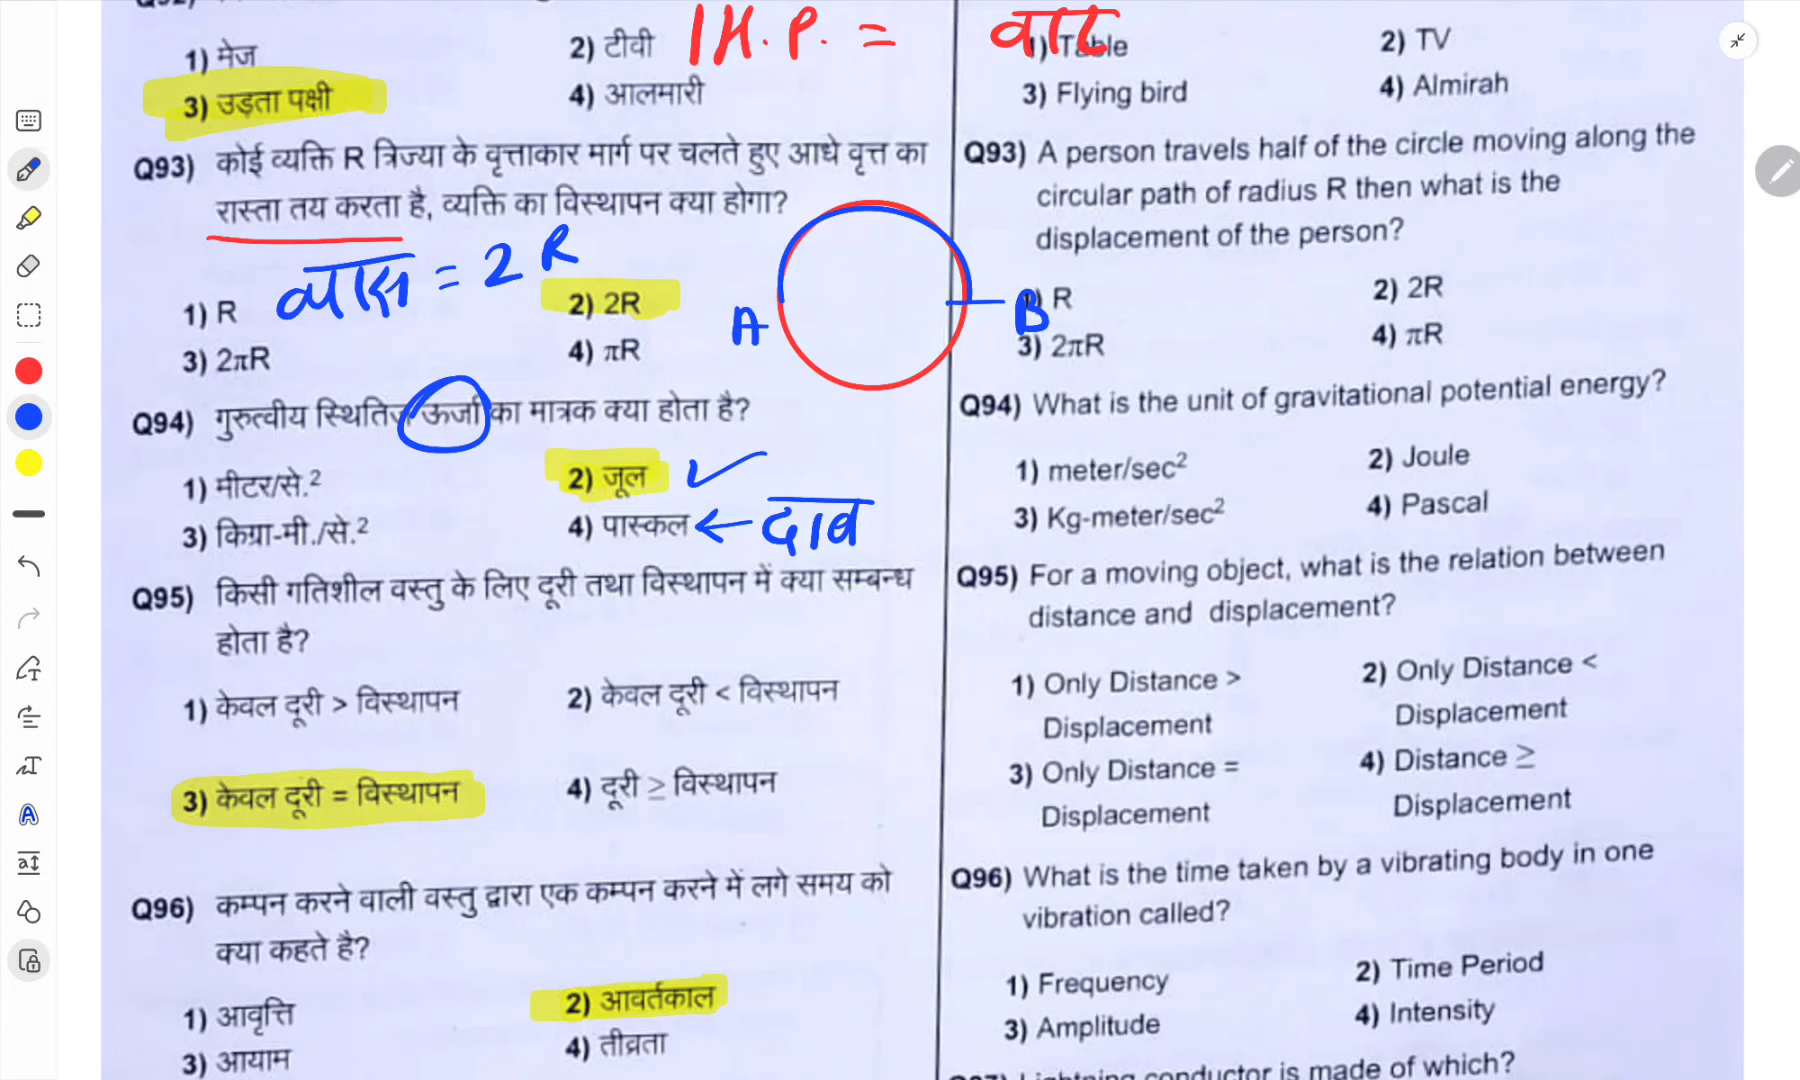 1) मेज
2) टीवी
3) उड़ता पक्षी
4) आलमारी
1 H. P. = वाट
Q93) कोई व्यक्ति R त्रिज्या के वृत्ताकार मार्ग पर चलते हुए आधे वृत्त का
रास्ता तय करता है, व्यक्ति का विस्थापन क्या होगा?
व्यास = 2 R
1) R
2) 2R
3) 2πR
4) πR
A
B
Q94) गुरुत्वीय स्थितिज ऊर्जा का मात्रक क्या होता है?
1) मीटर/से.²
2) जूल
3) किग्रा-मी./से.²
4) पास्कल ← दाब
Q95) किसी गतिशील वस्तु के लिए दूरी तथा विस्थापन में क्या सम्बन्ध
होता है?
1) केवल दूरी > विस्थापन
2) केवल दूरी < विस्थापन
3) केवल दूरी = विस्थापन
4) दूरी ≥ विस्थापन
Q96) कम्पन करने वाली वस्तु द्वारा एक कम्पन करने में लगे समय को
क्या कहते है?
1) आवृत्ति
2) आवर्तकाल
3) आयाम
4) तीव्रता
1) Table
2) TV
3) Flying bird
4) Almirah
Q93) A person travels half of the circle moving along the
circular path of radius R then what is the
displacement of the person?
1) R
2) 2R
3) 2πR
4) πR
Q94) What is the unit of gravitational potential energy?
1) meter/sec²
2) Joule
3) Kg-meter/sec²
4) Pascal
Q95) For a moving object, what is the relation between
distance and displacement?
1) Only Distance >
Displacement
2) Only Distance <
Displacement
3) Only Distance =
Displacement
4) Distance ≥
Displacement
Q96) What is the time taken by a vibrating body in one
vibration called?
1) Frequency
2) Time Period
3) Amplitude
4) Intensity
conductor is made of which?